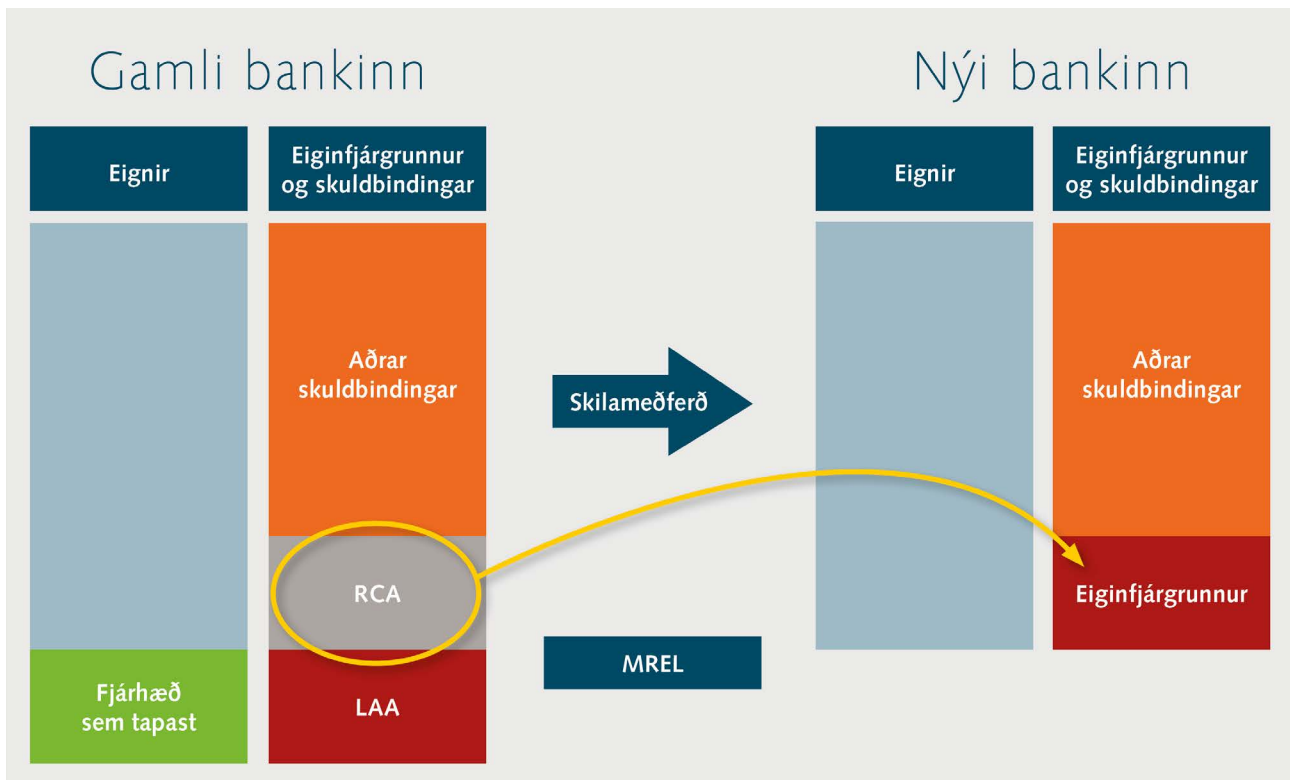 Gamli bankinn
Nýi bankinn
Eignir
Eiginfjárgrunnur
og skuldbindingar
Eignir
Eiginfjárgrunnur
og skuldbindingar
Aðrar
skuldbindingar
Skilameðferð
Aðrar
skuldbindingar
RCA
Eiginfjárgrunnur
MREL
Fjárhæð
sem tapast
LAA